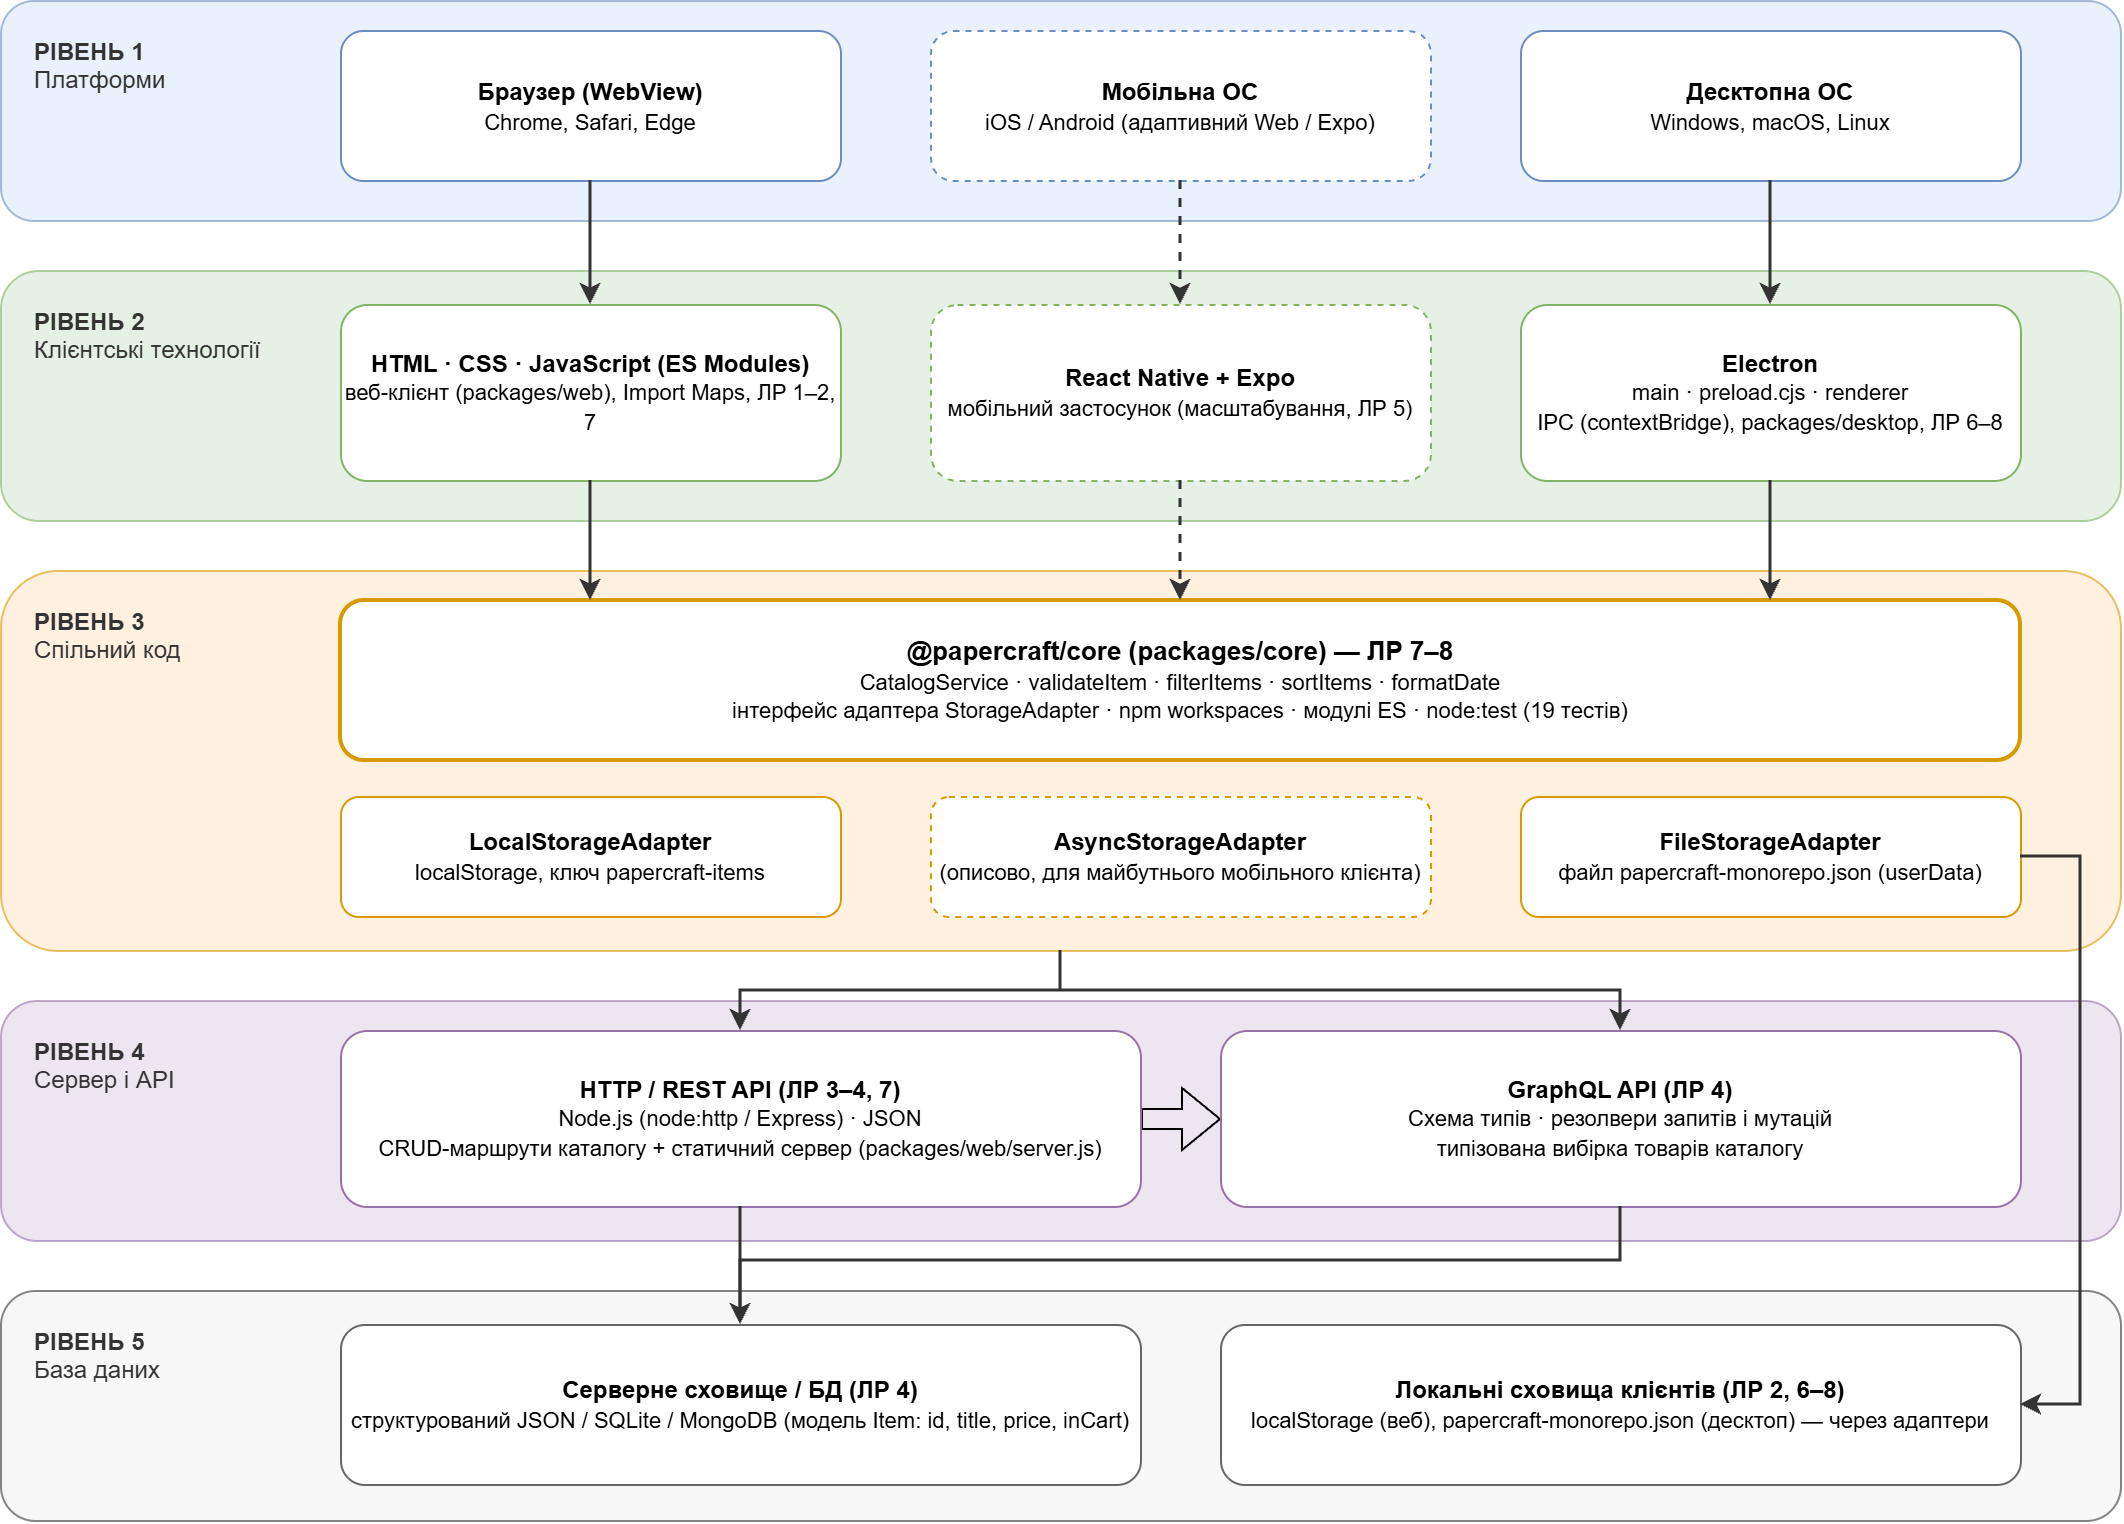 РІВЕНЬ 1
Платформи
Браузер (WebView)
Chrome, Safari, Edge
Мобільна ОС
iOS / Android (адаптивний Web / Expo)
Десктопна ОС
Windows, macOS, Linux
РІВЕНЬ 2
Клієнтські технології
HTML · CSS · JavaScript (ES Modules)
веб-клієнт (packages/web), Import Maps, ЛР 1–2,
7
React Native + Expo
мобільний застосунок (масштабування, ЛР 5)
Electron
main · preload.cjs · renderer
IPC (contextBridge), packages/desktop, ЛР 6–8
РІВЕНЬ 3
Спільний код
@papercraft/core (packages/core) — ЛР 7–8
CatalogService · validateItem · filterItems · sortItems · formatDate
інтерфейс адаптера StorageAdapter · npm workspaces · модулі ES · node:test (19 тестів)
LocalStorageAdapter
localStorage, ключ papercraft-items
AsyncStorageAdapter
(описово, для майбутнього мобільного клієнта)
FileStorageAdapter
файл papercraft-monorepo.json (userData)
РІВЕНЬ 4
Сервер і API
HTTP / REST API (ЛР 3–4, 7)
Node.js (node:http / Express) · JSON
CRUD-маршрути каталогу + статичний сервер (packages/web/server.js)
GraphQL API (ЛР 4)
Схема типів · резолвери запитів і мутацій
типізована вибірка товарів каталогу
РІВЕНЬ 5
База даних
Серверне сховище / БД (ЛР 4)
структурований JSON / SQLite / MongoDB (модель Item: id, title, price, inCart)
Локальні сховища клієнтів (ЛР 2, 6–8)
localStorage (веб), papercraft-monorepo.json (десктоп) — через адаптери